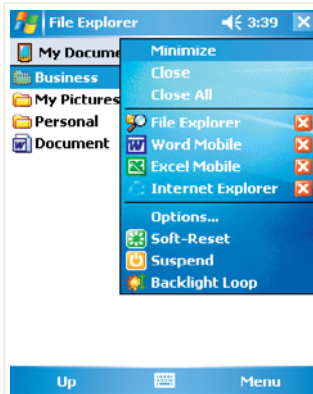 File Explorer 3:39
My Docume
Minimize
Close
Close All
Business
My Pictures
Personal
Document
File Explorer
Word Mobile
Excel Mobile
Internet Explorer
Options...
Soft-Reset
Suspend
Backlight Loop
Up Menu